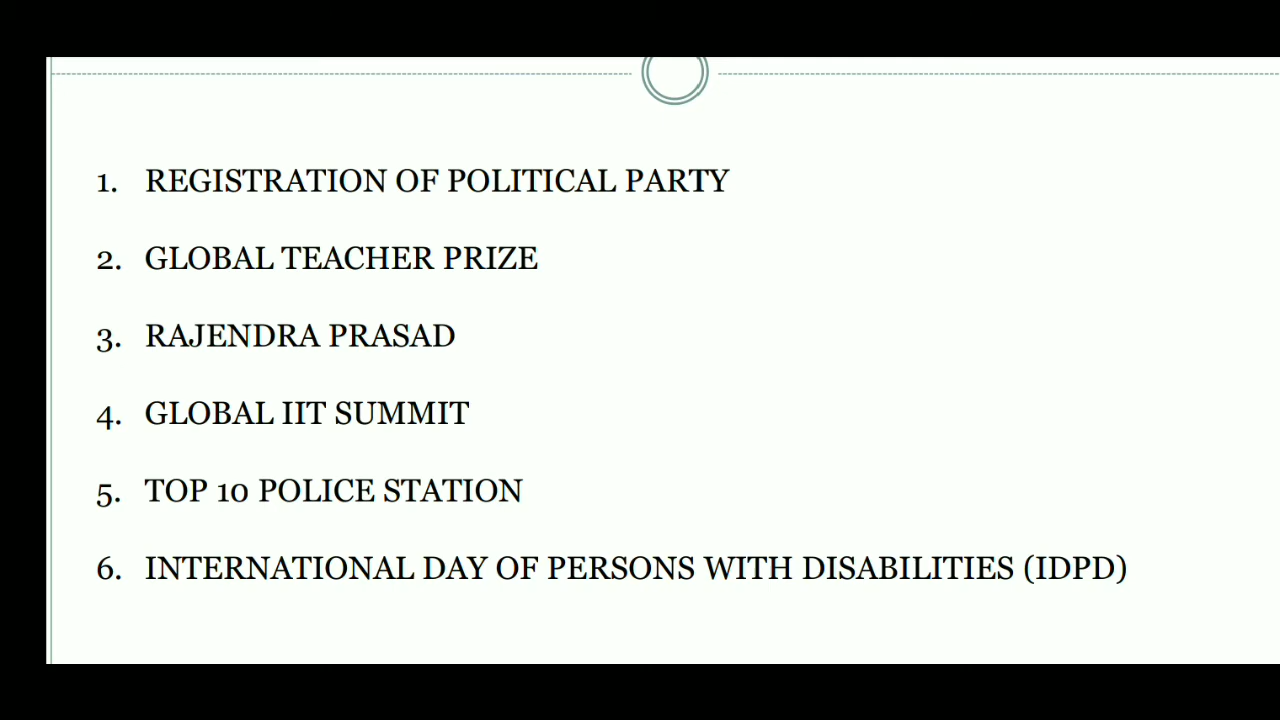 1. REGISTRATION OF POLITICAL PARTY
2. GLOBAL TEACHER PRIZE
3. RAJENDRA PRASAD
4. GLOBAL IIT SUMMIT
5. TOP 10 POLICE STATION
6. INTERNATIONAL DAY OF PERSONS WITH DISABILITIES (IDPD)